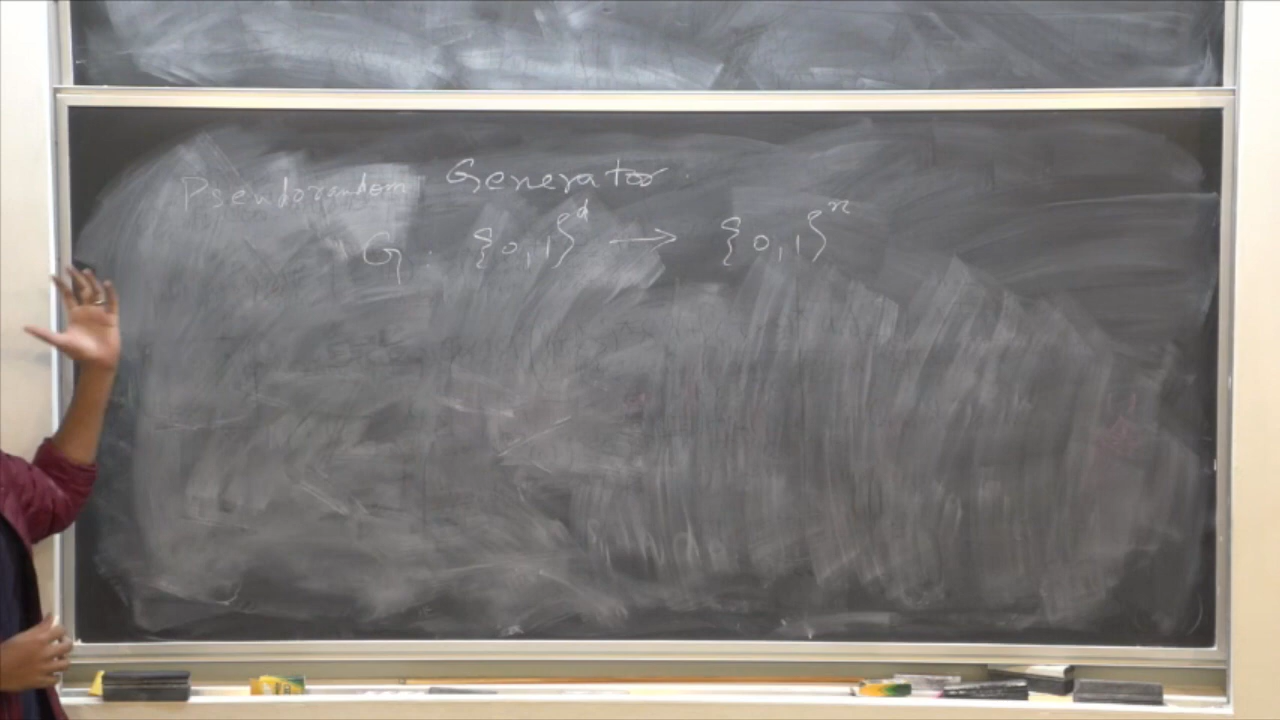 Pseudorandom Generator.
G : {0,1}^d → {0,1}^n